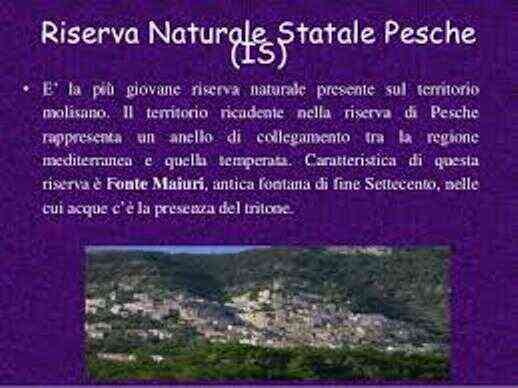 Riserva Naturale Statale Pesche
(IS)
• E' la più giovane riserva naturale presente sul territorio
molisano. Il territorio ricadente nella riserva di Pesche
rappresenta un anello di collegamento tra la regione
mediterranea e quella temperata. Caratteristica di questa
riserva è Fonte Maiuri, antica fontana di fine Settecento, nelle
cui acque c'è la presenza del tritone.